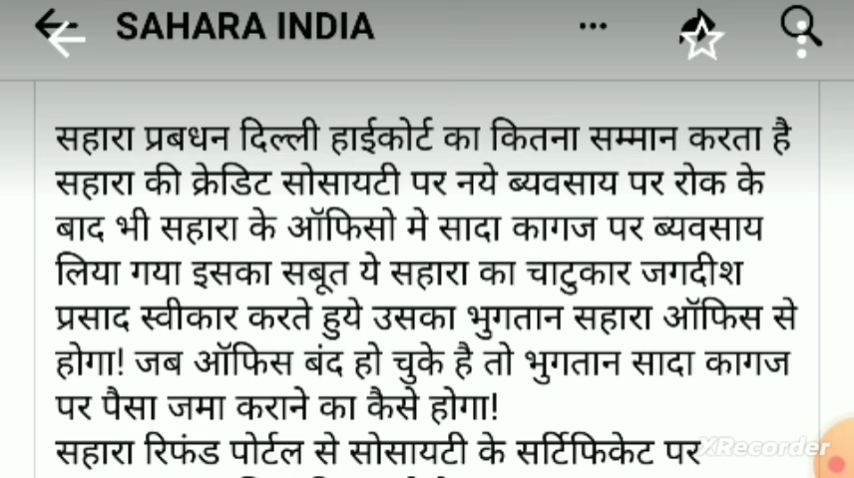 SAHARA INDIA
सहारा प्रबधन दिल्ली हाईकोर्ट का कितना सम्मान करता है
सहारा की क्रेडिट सोसायटी पर नये ब्यवसाय पर रोक के
बाद भी सहारा के ऑफिसो मे सादा कागज पर ब्यवसाय
लिया गया इसका सबूत ये सहारा का चाटुकार जगदीश
प्रसाद स्वीकार करते हुये उसका भुगतान सहारा ऑफिस से
होगा! जब ऑफिस बंद हो चुके है तो भुगतान सादा कागज
पर पैसा जमा कराने का कैसे होगा!
सहारा रिफंड पोर्टल से सोसायटी के सर्टिफिकेट पर
XRecorder